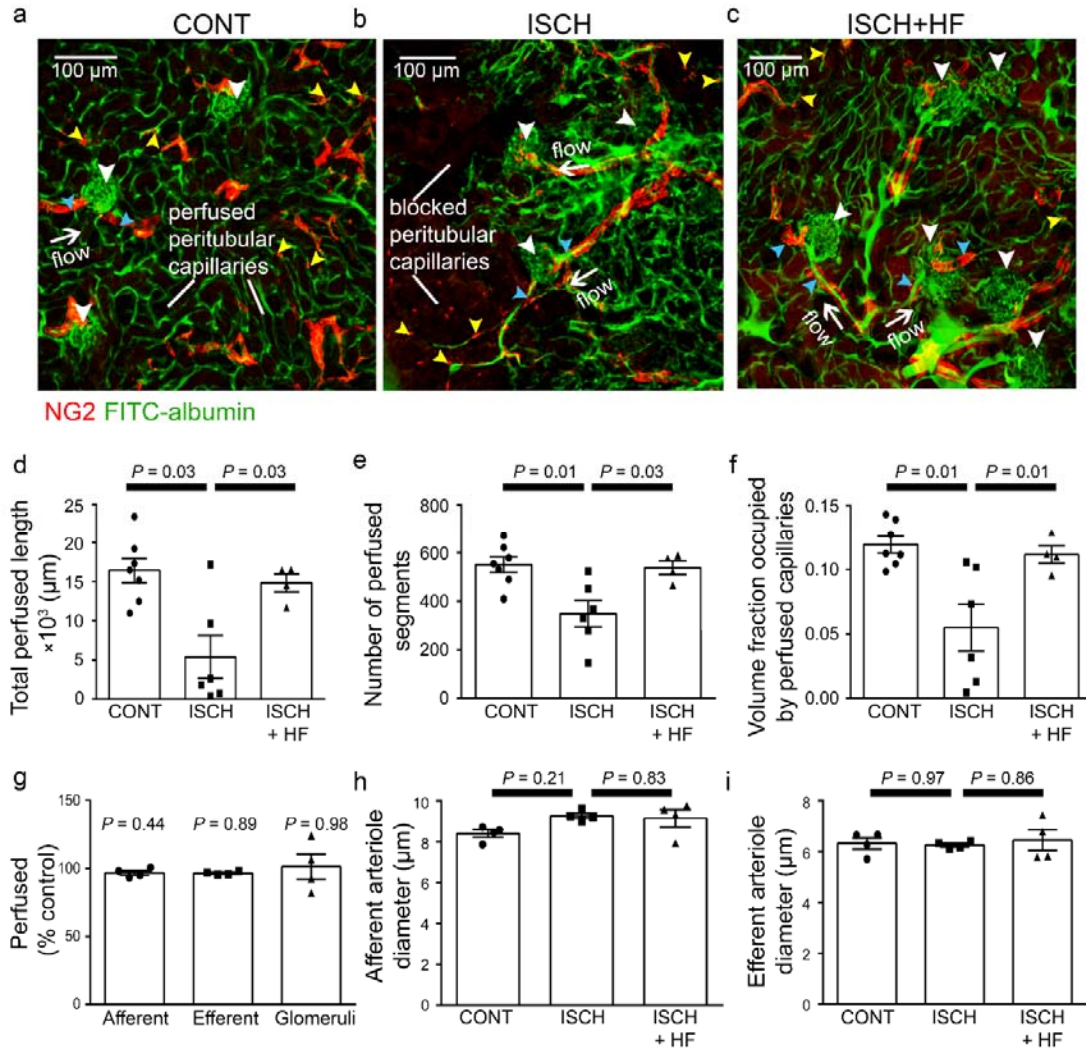 a CONT b ISCH c ISCH+HF
100 µm 100 µm 100 µm
flow
perfused
peritubular
capillaries
flow
blocked
peritubular
capillaries
flow
flow
flow
NG2 FITC-albumin
d
P = 0.03 P = 0.03
Total perfused length
×10³ (µm)
25
20
15
10
5
0
CONT ISCH ISCH
+ HF
e
P = 0.01 P = 0.03
Number of perfused
segments
800
600
400
200
0
CONT ISCH ISCH
+ HF
f
P = 0.01 P = 0.01
Volume fraction occupied
by perfused capillaries
0.15
0.10
0.05
0.00
CONT ISCH ISCH
+ HF
g
Perfused
(% control)
150
100
50
0
P = 0.44 P = 0.89 P = 0.98
Afferent Efferent Glomeruli
h
P = 0.21 P = 0.83
Afferent arteriole
diameter (µm)
10
8
6
4
2
0
CONT ISCH ISCH
+ HF
i
P = 0.97 P = 0.86
Efferent arteriole
diameter (µm)
10
8
6
4
2
0
CONT ISCH ISCH
+ HF